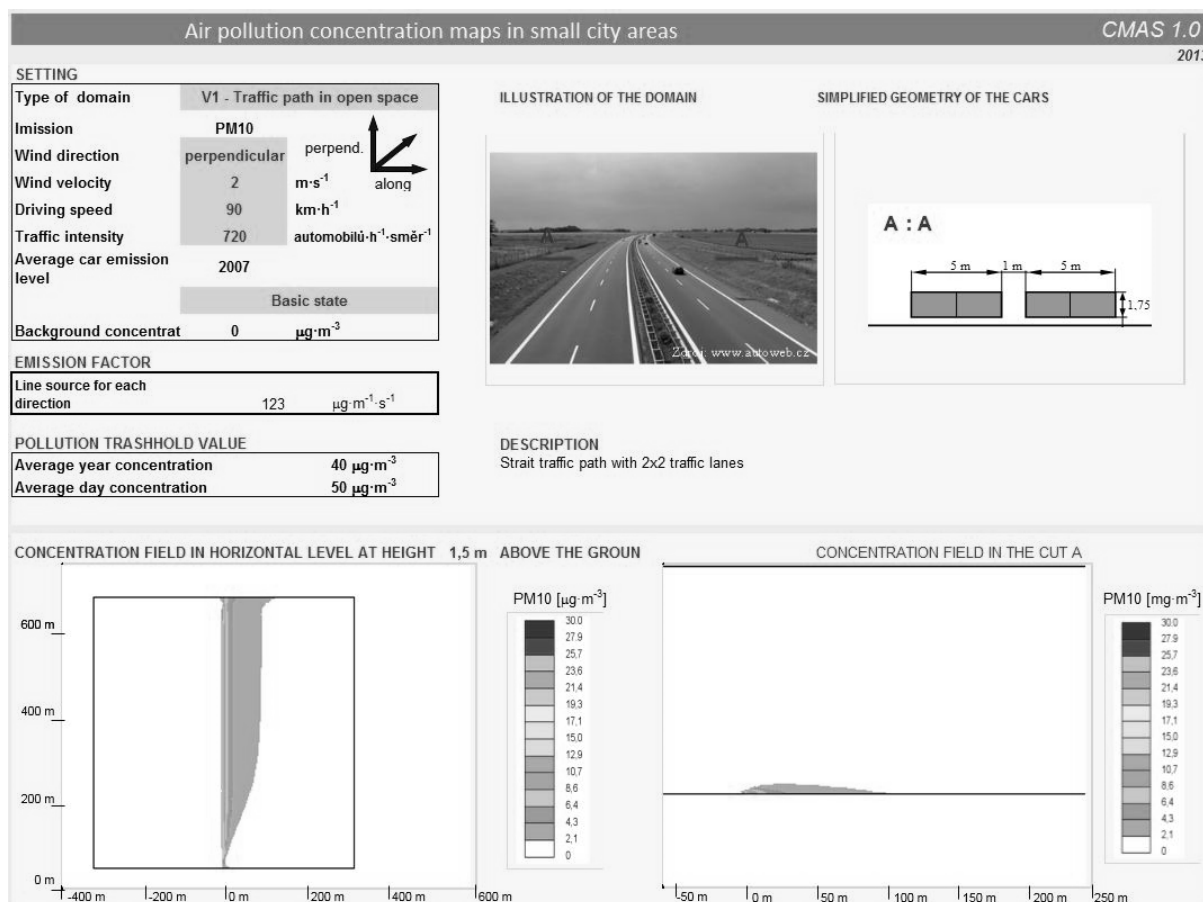 Air pollution concentration maps in small city areas
CMAS 1.0
SETTING
Type of domain V1 - Traffic path in open space
Imission PM10
Wind direction perpendicular
perpend.
along
Wind velocity 2 m·s⁻¹
Driving speed 90 km·h⁻¹
Traffic intensity 720 automobilů·h⁻¹·směr⁻¹
Average car emission
level 2007
Basic state
Background concentrat 0 µg·m⁻³
EMISSION FACTOR
Line source for each
direction 123 µg·m⁻¹·s⁻¹
POLLUTION TRASHHOLD VALUE
Average year concentration 40 µg·m⁻³
Average day concentration 50 µg·m⁻³
ILLUSTRATION OF THE DOMAIN
A A
Zdroj: www.autoweb.cz
SIMPLIFIED GEOMETRY OF THE CARS
A : A
5 m 1 m 5 m
1,75
DESCRIPTION
Strait traffic path with 2x2 traffic lanes
CONCENTRATION FIELD IN HORIZONTAL LEVEL AT HEIGHT 1,5 m ABOVE THE GROUN
600 m
400 m
200 m
0 m
-400 m -200 m 0 m 200 m 400 m 600 m
PM10 [µg·m⁻³]
30.0
27.9
25,7
23,6
21,4
19,3
17,1
15,0
12,9
10,7
8,6
6,4
4,3
2,1
0
CONCENTRATION FIELD IN THE CUT A
-50 m 0 m 50 m 100 m 150 m 200 m 250 m
PM10 [mg·m⁻³]
30.0
27.9
25,7
23,6
21,4
19,3
17,1
15,0
12,9
10,7
8,6
6,4
4,3
2,1
0